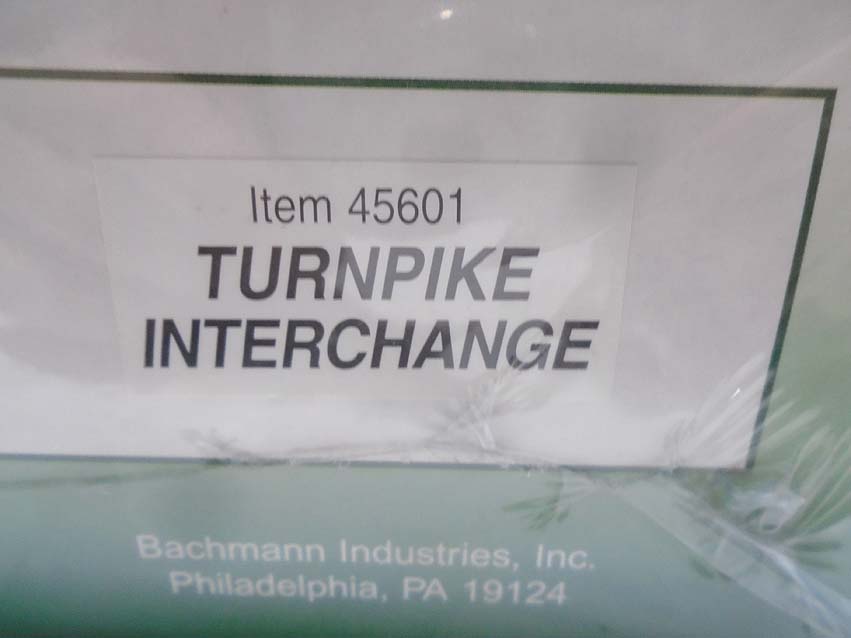 Item 45601
TURNPIKE
INTERCHANGE
Bachmann Industries, Inc.
Philadelphia, PA 19124